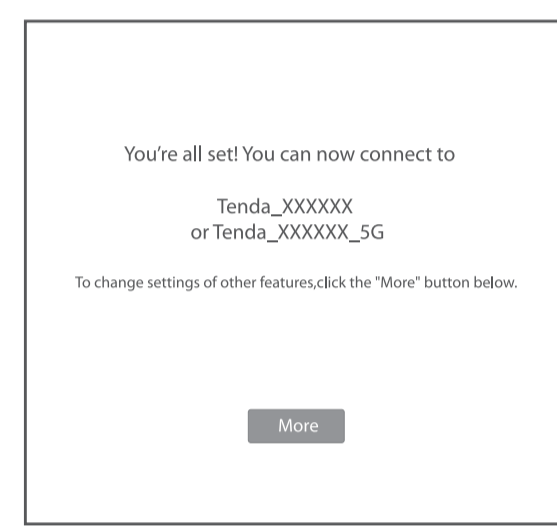 You're all set! You can now connect to
Tenda_XXXXXX
or Tenda_XXXXXX_5G
To change settings of other features,click the "More" button below.
More